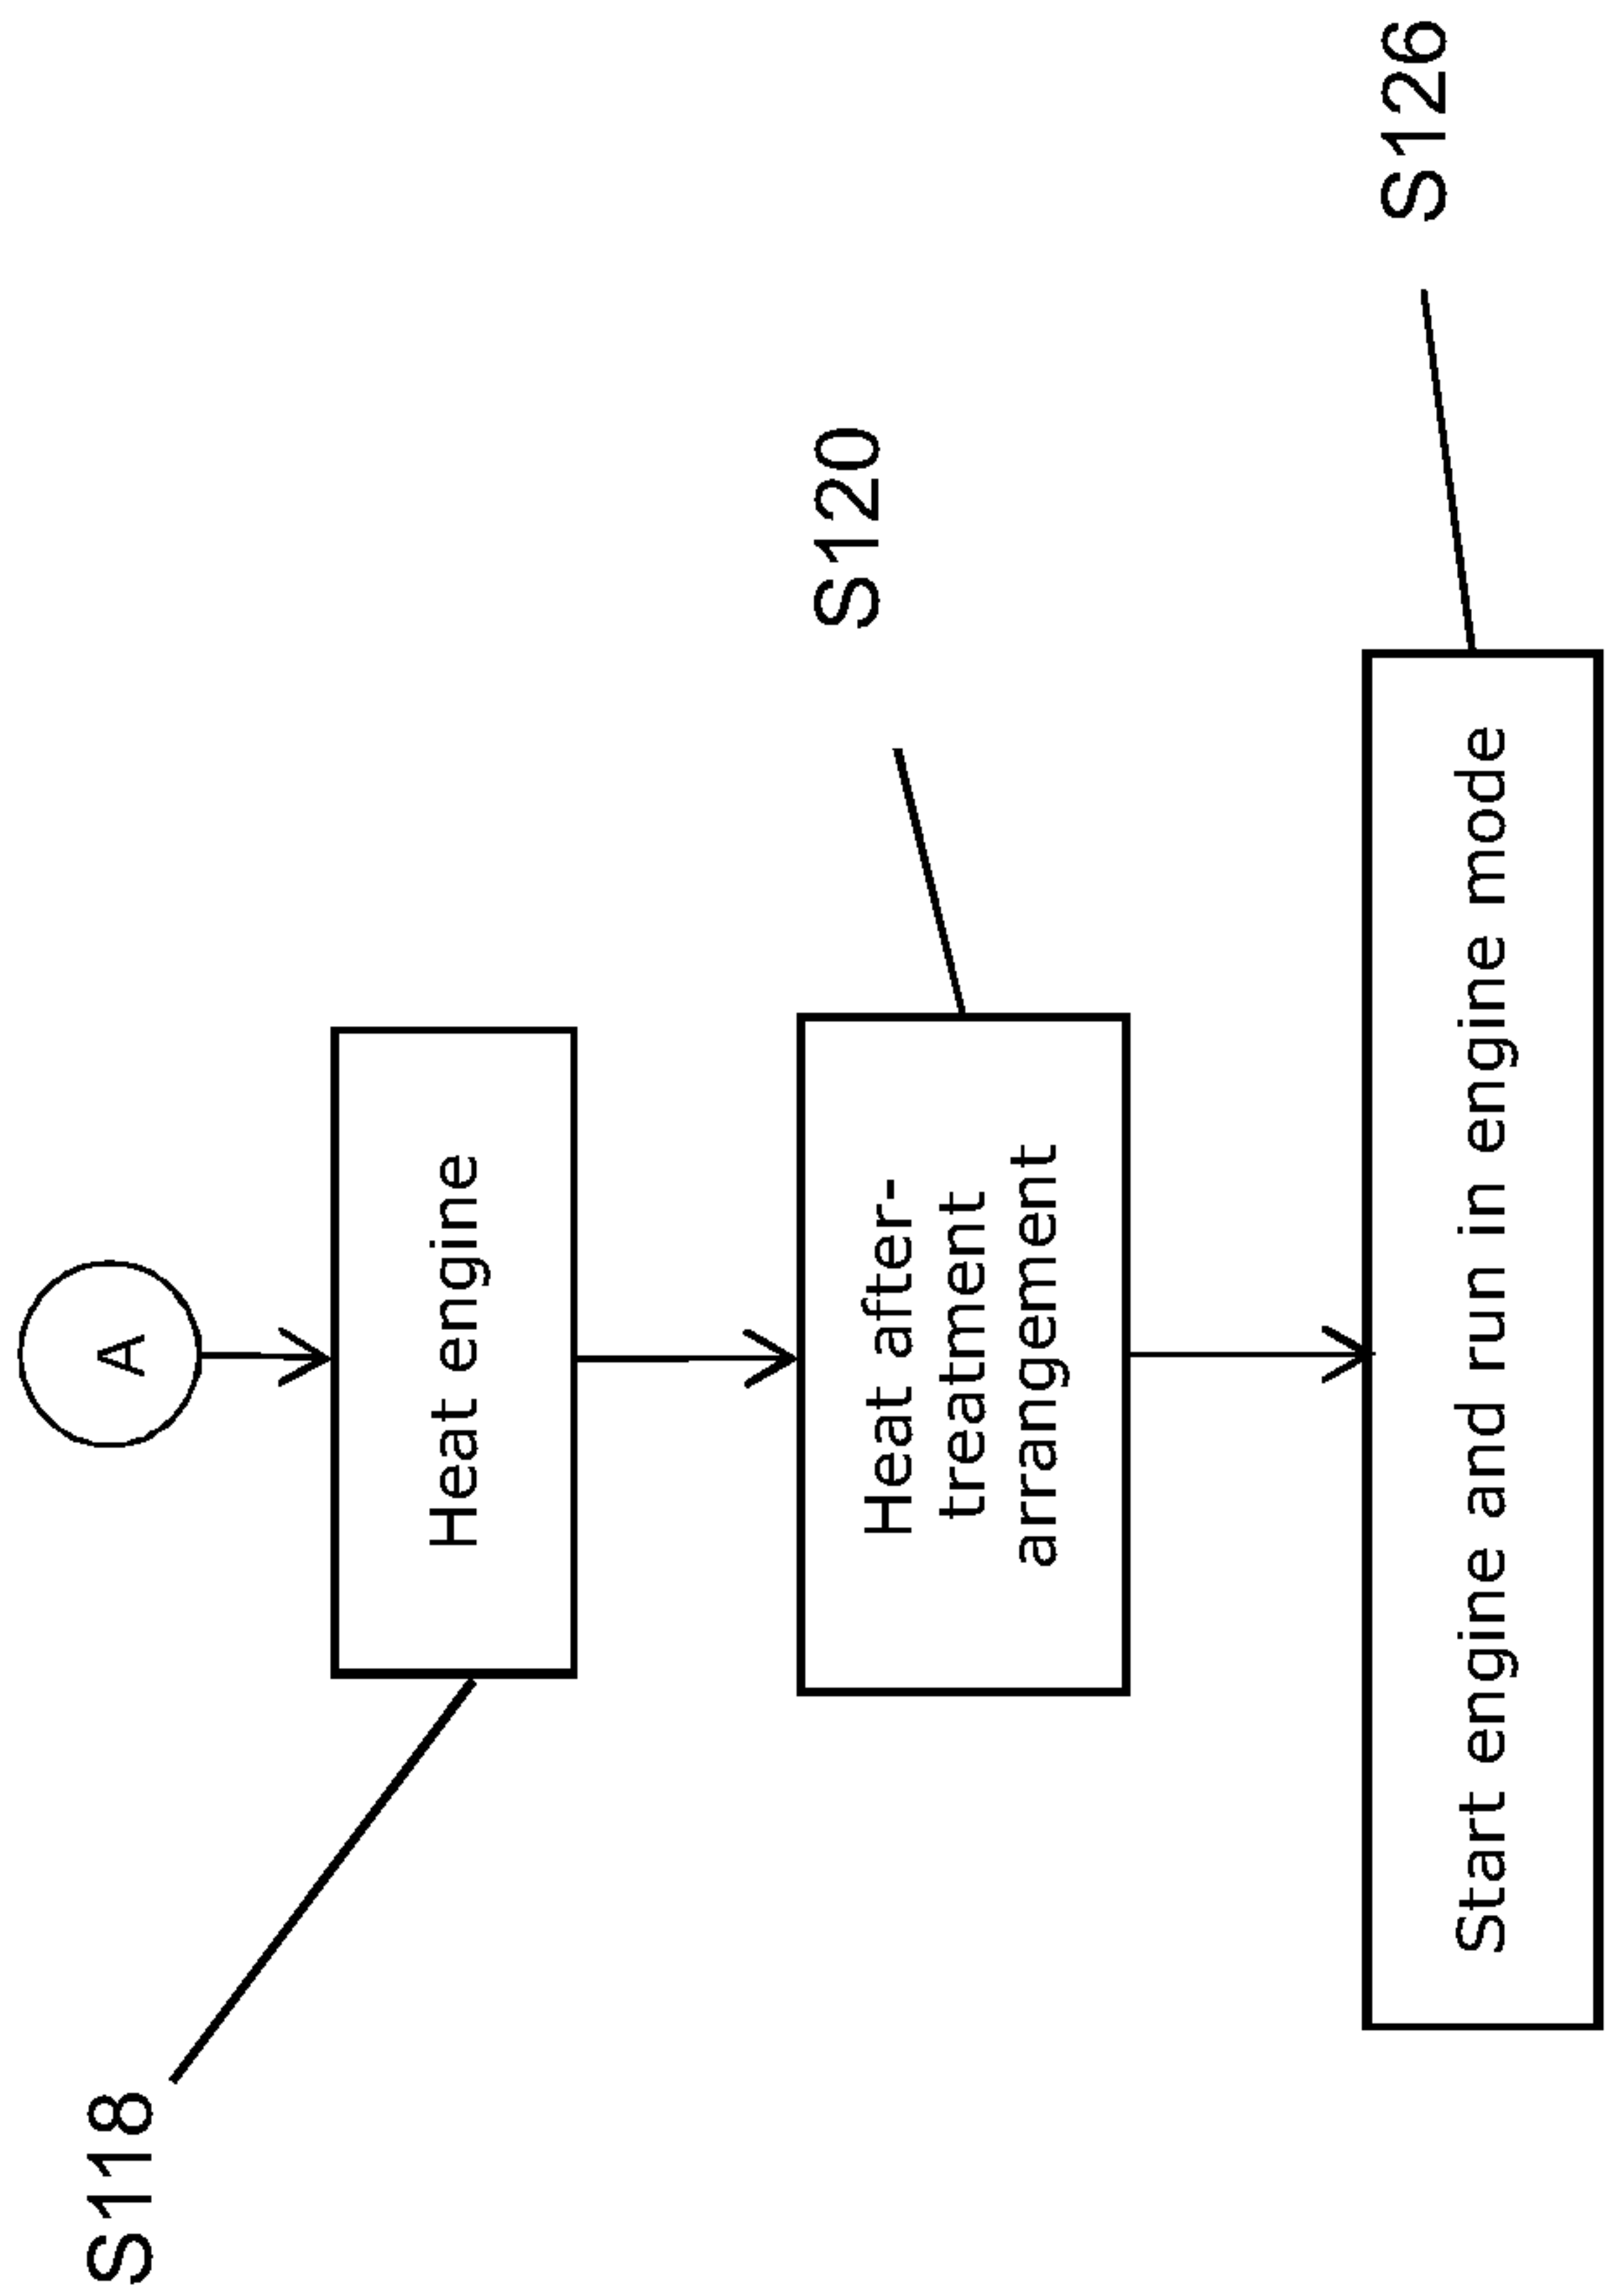 A
S118
Heat engine
S120
Heat after-
treatment
arrangement
S126
Start engine and run in engine mode